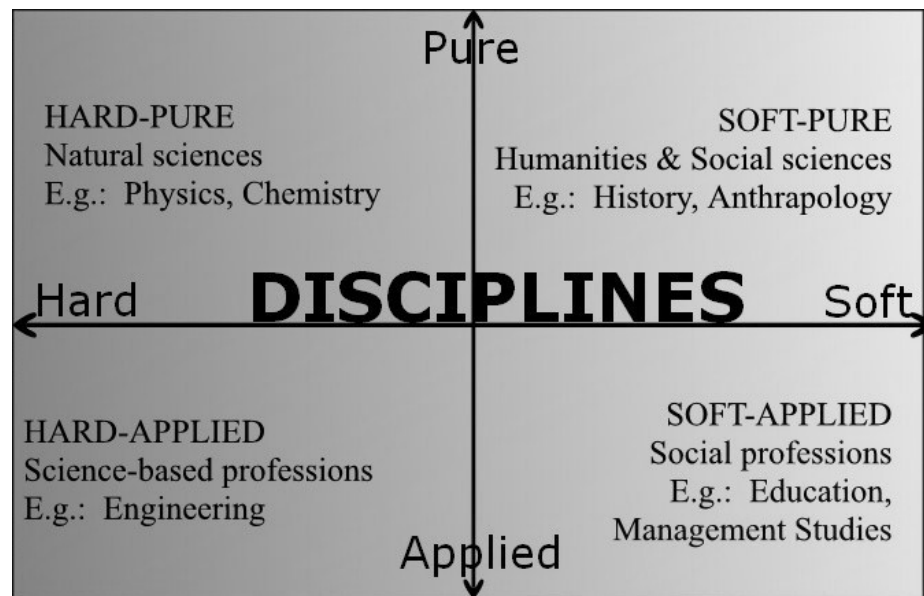 Pure
HARD-PURE
Natural sciences
E.g.: Physics, Chemistry
SOFT-PURE
Humanities & Social sciences
E.g.: History, Anthrapology
Hard
DISCIPLINES
Soft
HARD-APPLIED
Science-based professions
E.g.: Engineering
SOFT-APPLIED
Social professions
E.g.: Education,
Management Studies
Applied